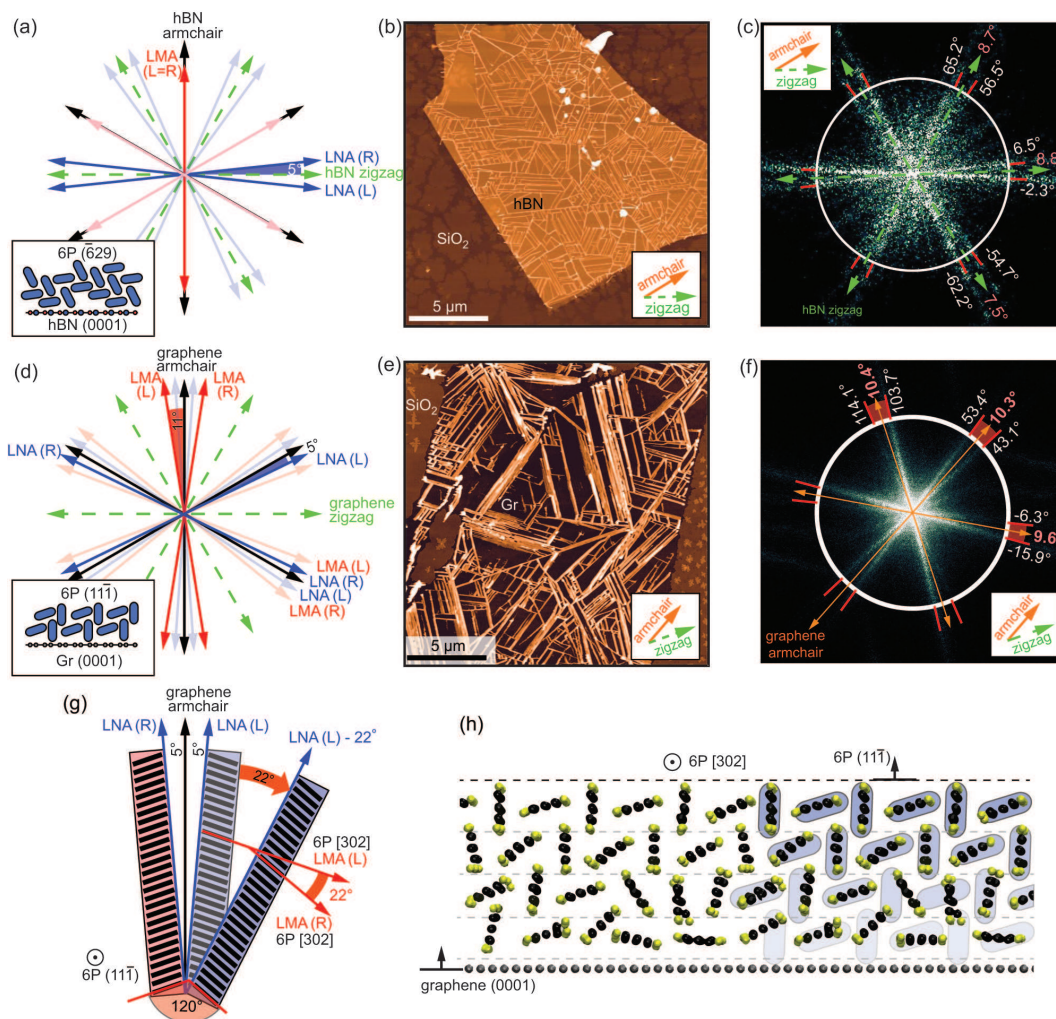 (a)
hBN
armchair
LMA
(L=R)
LNA (R)
5°
hBN zigzag
LNA (L)
6P (6̅29)
hBN (0001)
(b)
hBN
SiO₂
5 µm
armchair
zigzag
(c)
armchair
zigzag
65.2°
8.7°
56.5°
6.5°
8.8
-2.3°
-54.7°
7.5°
-62.2°
hBN zigzag
(d)
graphene
armchair
LMA
(L)
LMA
(R)
11°
5°
LNA (R)
LNA (L)
graphene
zigzag
LMA (L)
LNA (R)
LNA (L)
LMA (R)
6P (111̅)
Gr (0001)
(e)
SiO₂
Gr
5 µm
armchair
zigzag
(f)
114.1°
10.4°
103.7°
53.4°
10.3°
43.1°
-6.3°
9.6
-15.9°
graphene
armchair
armchair
zigzag
(g)
graphene
armchair
LNA (R)
5°
5°
LNA (L)
LNA (L) - 22°
22°
6P [302]
LMA (L)
22°
LMA (R)
6P [302]
6P (111̅)
120°
(h)
6P [302]
6P (111̅)
graphene (0001)